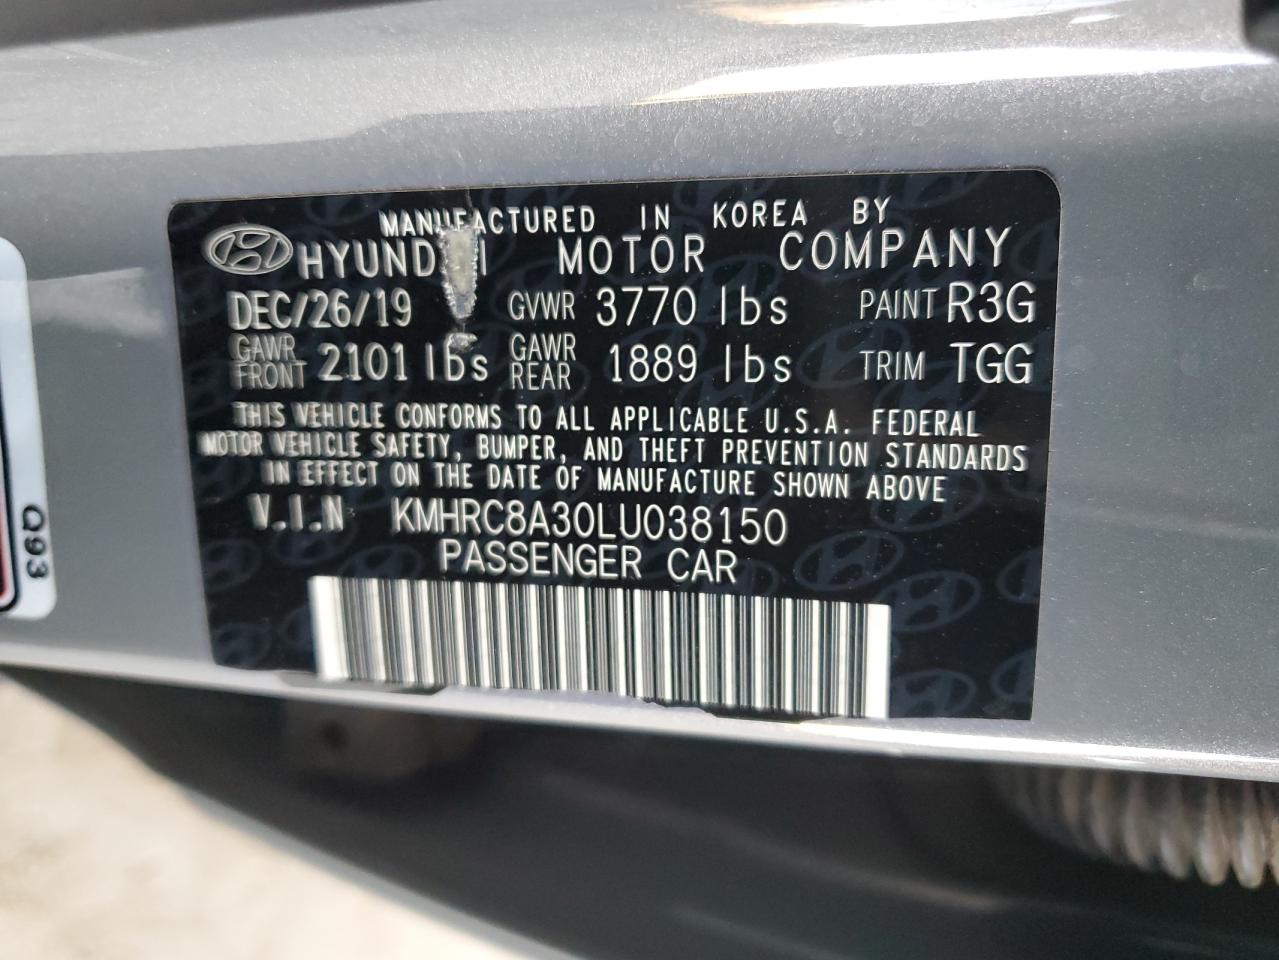 MANUFACTURED IN KOREA BY
HYUNDAI MOTOR COMPANY
DEC/26/19 GVWR 3770 lbs PAINT R3G
GAWR FRONT 2101 lbs GAWR REAR 1889 lbs TRIM TGG
THIS VEHICLE CONFORMS TO ALL APPLICABLE U.S.A. FEDERAL
MOTOR VEHICLE SAFETY, BUMPER, AND THEFT PREVENTION STANDARDS
IN EFFECT ON THE DATE OF MANUFACTURE SHOWN ABOVE
V.I.N KMHRC8A30LU038150
PASSENGER CAR
Q93